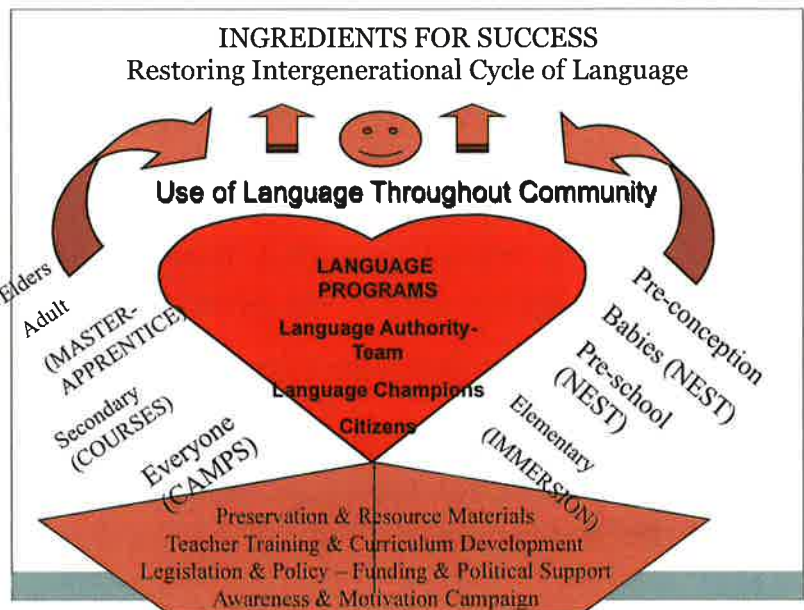 INGREDIENTS FOR SUCCESS
Restoring Intergenerational Cycle of Language
Use of Language Throughout Community
LANGUAGE
PROGRAMS
Language Authority-
Team
Language Champions
Citizens
Elders
Adult
(MASTER-
APPRENTICE)
Secondary
(COURSES)
Everyone
(CAMPS)
Pre-conception
Babies (NEST)
Pre-school
(NEST)
Elementary
(IMMERSION)
Preservation & Resource Materials
Teacher Training & Curriculum Development
Legislation & Policy – Funding & Political Support
Awareness & Motivation Campaign